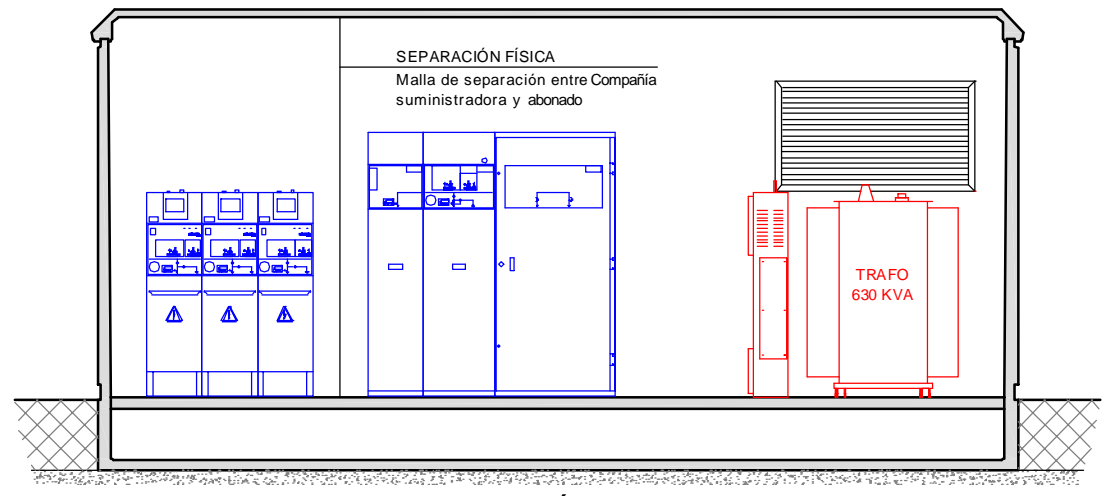 SEPARACIÓN FÍSICA
Malla de separación entre Compañía
suministradora y abonado
TRAFO
630 KVA